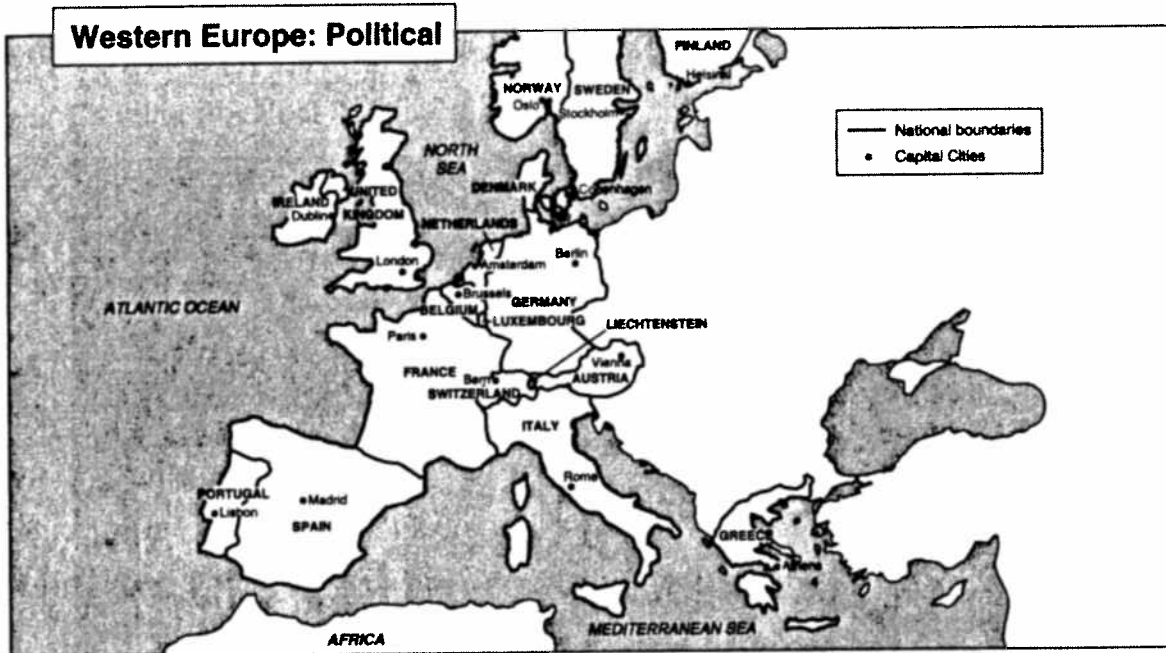 Western Europe: Political
FINLAND
Helsinki
NORWAY
SWEDEN
Oslo
Stockholm
National boundaries
Capital Cities
NORTH
SEA
DENMARK
Copenhagen
IRELAND
Dublin
UNITED
KINGDOM
NETHERLANDS
London
Amsterdam
Berlin
Brussels
GERMANY
BELGIUM
LUXEMBOURG
LIECHTENSTEIN
ATLANTIC OCEAN
Paris
Vienna
FRANCE
Bern
AUSTRIA
SWITZERLAND
ITALY
Rome
PORTUGAL
Madrid
Lisbon
SPAIN
GREECE
Athens
MEDITERRANEAN SEA
AFRICA